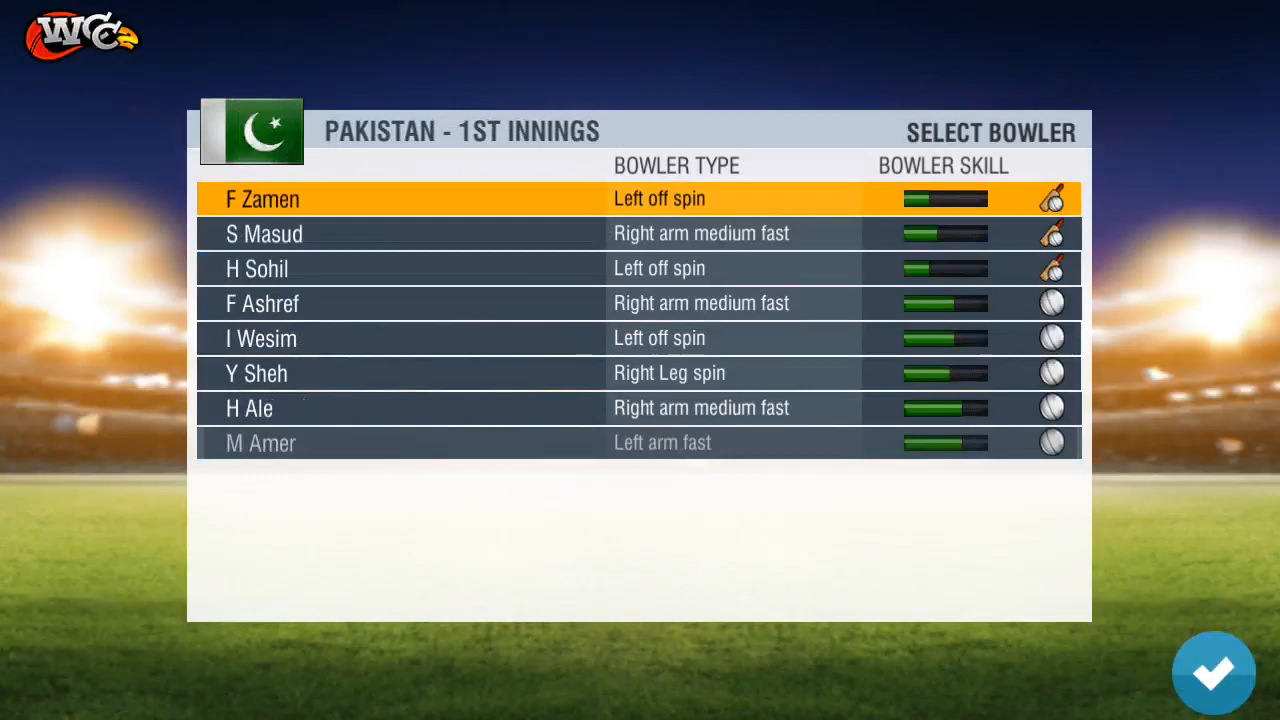 WCC
PAKISTAN - 1ST INNINGS SELECT BOWLER
BOWLER TYPE BOWLER SKILL
F Zamen Left off spin
S Masud Right arm medium fast
H Sohil Left off spin
F Ashref Right arm medium fast
I Wesim Left off spin
Y Sheh Right Leg spin
H Ale Right arm medium fast
M Amer Left arm fast